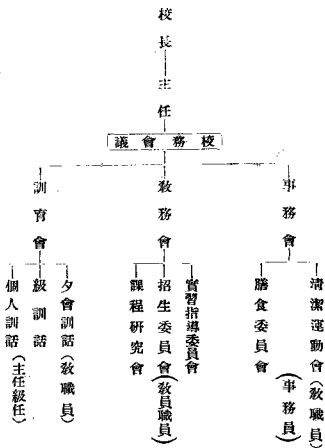 校長
主任
校務會議
事務會
教務會
訓育會
清潔運動會(教職員)
(事務員)
膳食委員會
實習指導委員會
招生委員會(教員職員)
課程研究會
夕會訓話(教職員)
級訓話
個人訓話(主任級任)